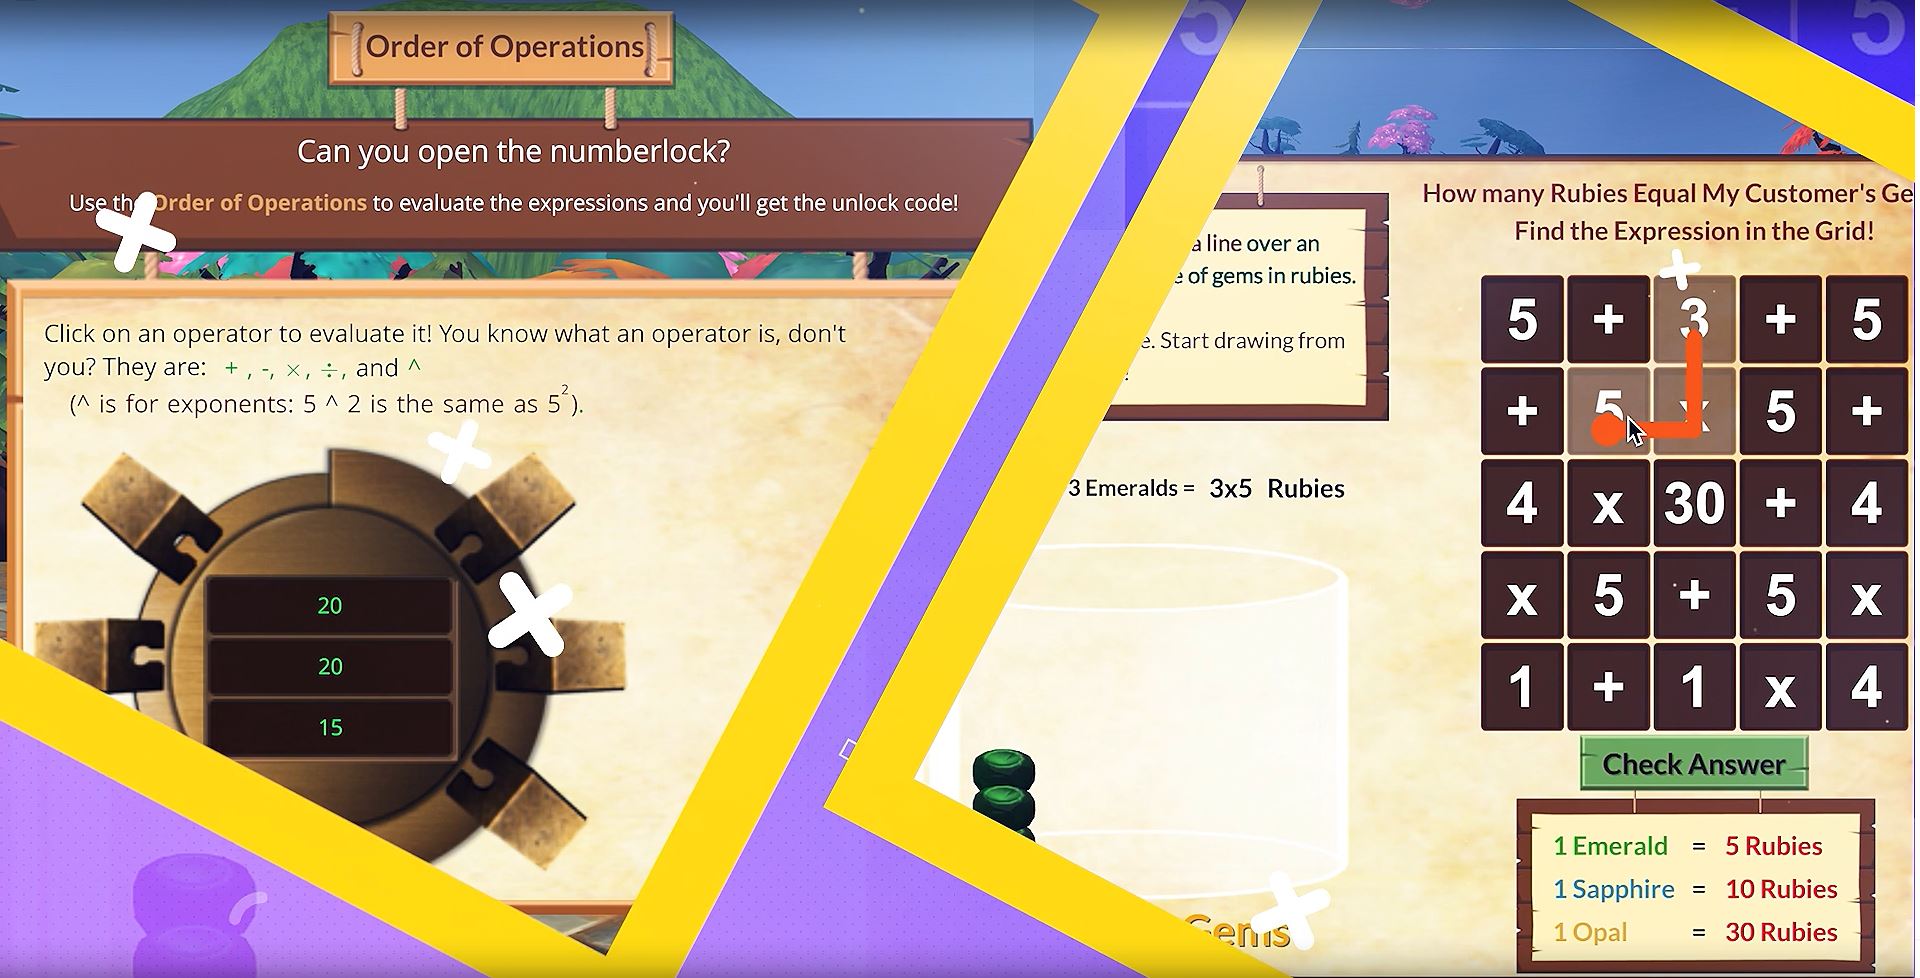 Order of Operations
Can you open the numberlock?
Use the Order of Operations to evaluate the expressions and you'll get the unlock code!
Click on an operator to evaluate it! You know what an operator is, don't
you? They are: + , -, ×, ÷, and ^
(^ is for exponents: 5 ^ 2 is the same as 5²).
20
20
15
5
5
a line over an
of gems in rubies.
Start drawing from
3 Emeralds = 3x5 Rubies
Gems
How many Rubies Equal My Customer's Ge
Find the Expression in the Grid!
5 + 3 + 5
+ 5 x 5 +
4 x 30 + 4
x 5 + 5 x
1 + 1 x 4
Check Answer
1 Emerald = 5 Rubies
1 Sapphire = 10 Rubies
1 Opal = 30 Rubies